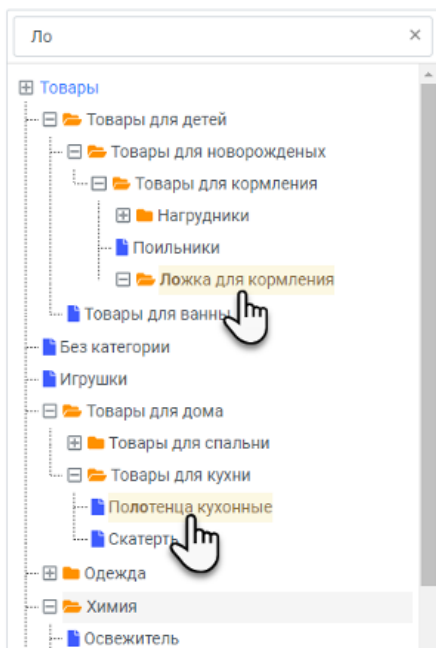 Ло
Товары
Товары для детей
Товары для новорожденых
Товары для кормления
Нагрудники
Поильники
Ложка для кормления
Товары для ванны
Без категории
Игрушки
Товары для дома
Товары для спальни
Товары для кухни
Полотенца кухонные
Скатерть
Одежда
Химия
Освежитель